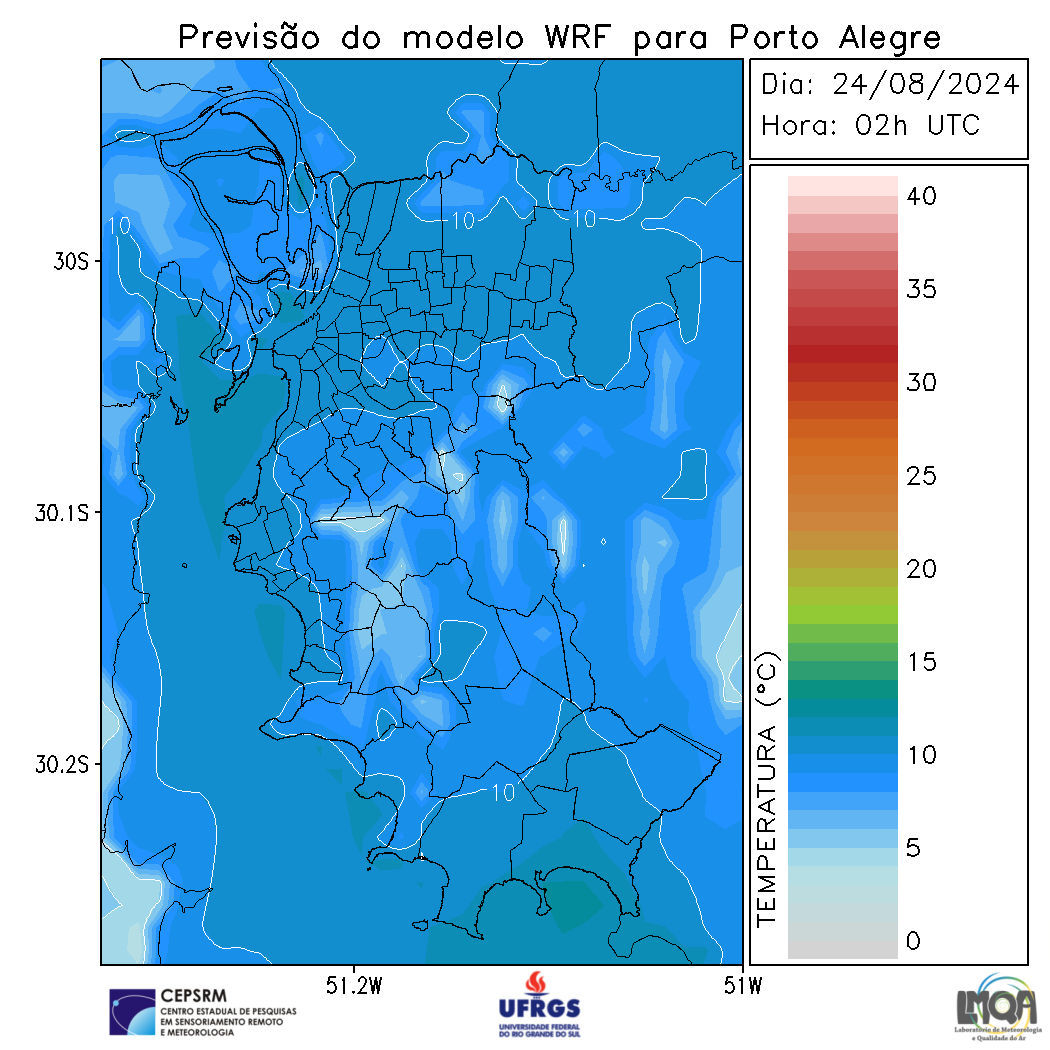 Previsão do modelo WRF para Porto Alegre
Dia: 24/08/2024
Hora: 02h UTC
40
35
30
25
20
15
10
5
0
TEMPERATURA (°C)
30S
30.1S
30.2S
51.2W
51W
10
10
10
10
CEPSRM
CENTRO ESTADUAL DE PESQUISAS
EM SENSORIAMENTO REMOTO
E METEOROLOGIA
UFRGS
UNIVERSIDADE FEDERAL
DO RIO GRANDE DO SUL
LMQA
Laboratório de Meteorologia
e Qualidade do Ar